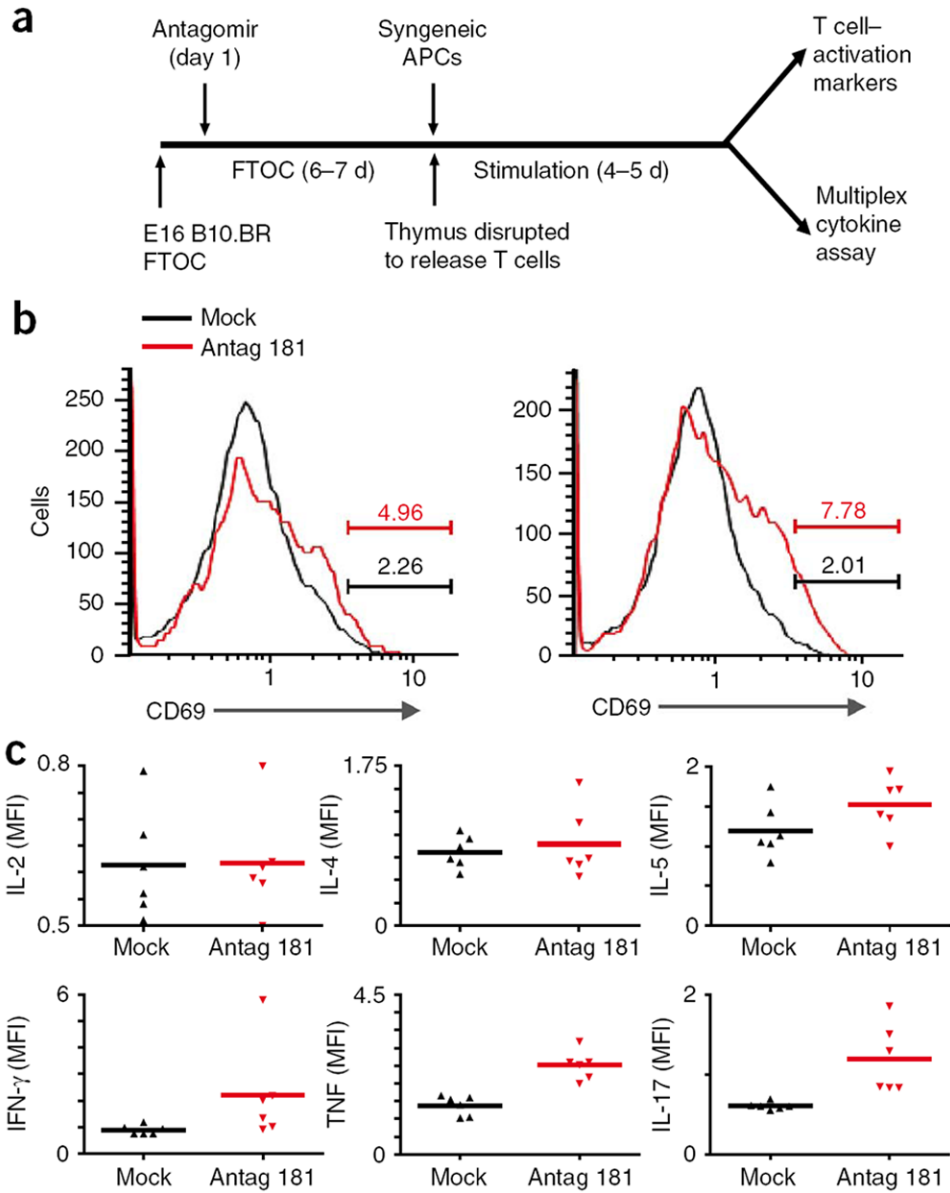 a
Antagomir
(day 1)
Syngeneic
APCs
T cell–
activation
markers
FTOC (6–7 d)
Stimulation (4–5 d)
E16 B10.BR
FTOC
Thymus disrupted
to release T cells
Multiplex
cytokine
assay
b
Mock
Antag 181
Cells
250
200
150
100
50
0
4.96
2.26
1
10
CD69
200
150
100
50
0
7.78
2.01
1
10
CD69
c
IL-2 (MFI)
0.8
0.5
Mock
Antag 181
IL-4 (MFI)
1.75
0
Mock
Antag 181
IL-5 (MFI)
2
0
Mock
Antag 181
IFN-γ (MFI)
6
0
Mock
Antag 181
TNF (MFI)
4.5
0
Mock
Antag 181
IL-17 (MFI)
2
0
Mock
Antag 181